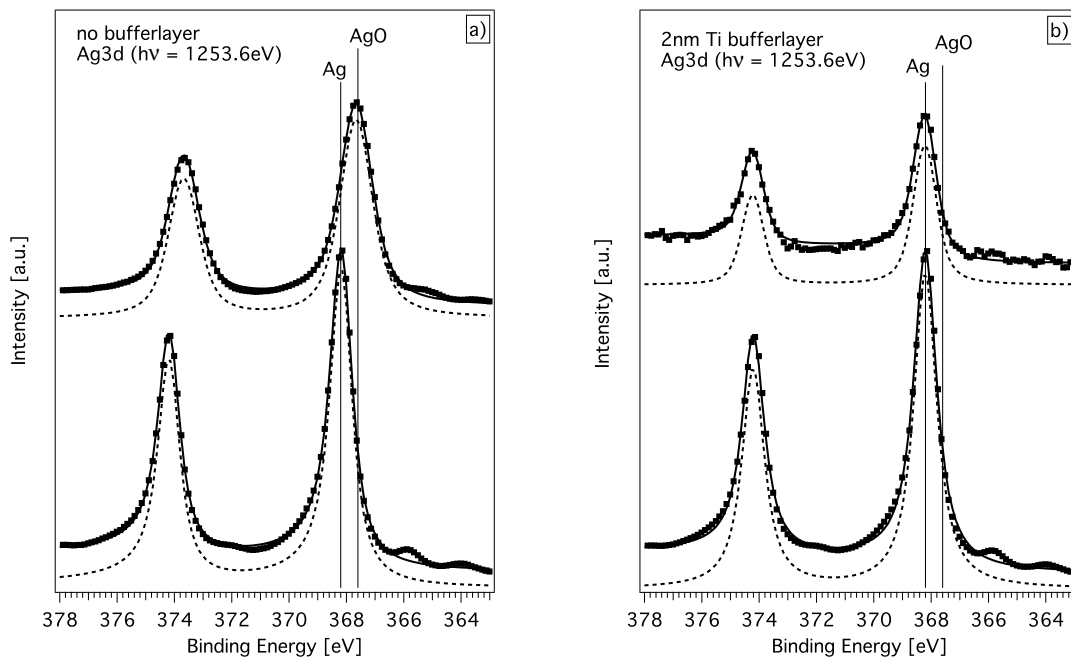 no bufferlayer
Ag3d (hν = 1253.6eV)
a)
AgO
Ag
Intensity [a.u.]
378 376 374 372 370 368 366 364
Binding Energy [eV]
2nm Ti bufferlayer
Ag3d (hν = 1253.6eV)
b)
AgO
Ag
Intensity [a.u.]
378 376 374 372 370 368 366 364
Binding Energy [eV]